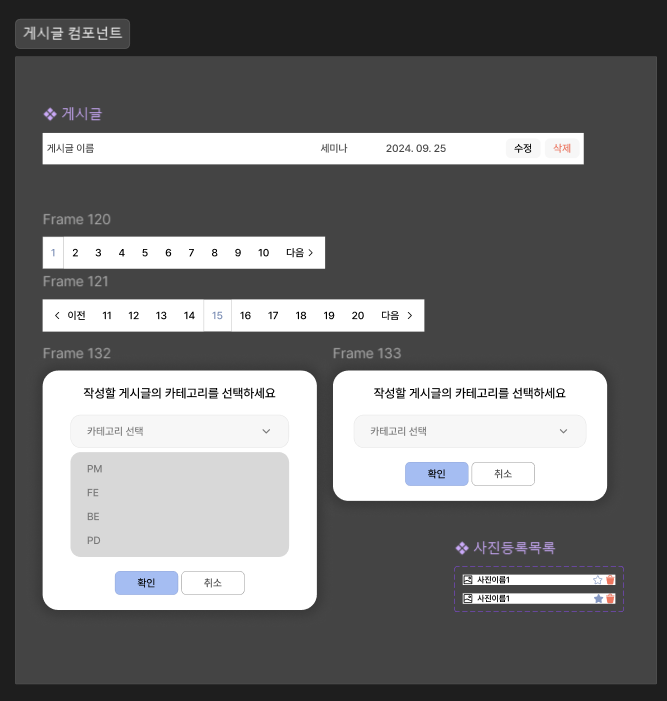 게시글 컴포넌트
게시글
게시글 이름 세미나 2024. 09. 25 수정 삭제
Frame 120
1 2 3 4 5 6 7 8 9 10 다음 >
Frame 121
< 이전 11 12 13 14 15 16 17 18 19 20 다음 >
Frame 132
작성할 게시글의 카테고리를 선택하세요
카테고리 선택
PM
FE
BE
PD
확인 취소
Frame 133
작성할 게시글의 카테고리를 선택하세요
카테고리 선택
확인 취소
사진등록목록
사진이름1
사진이름1